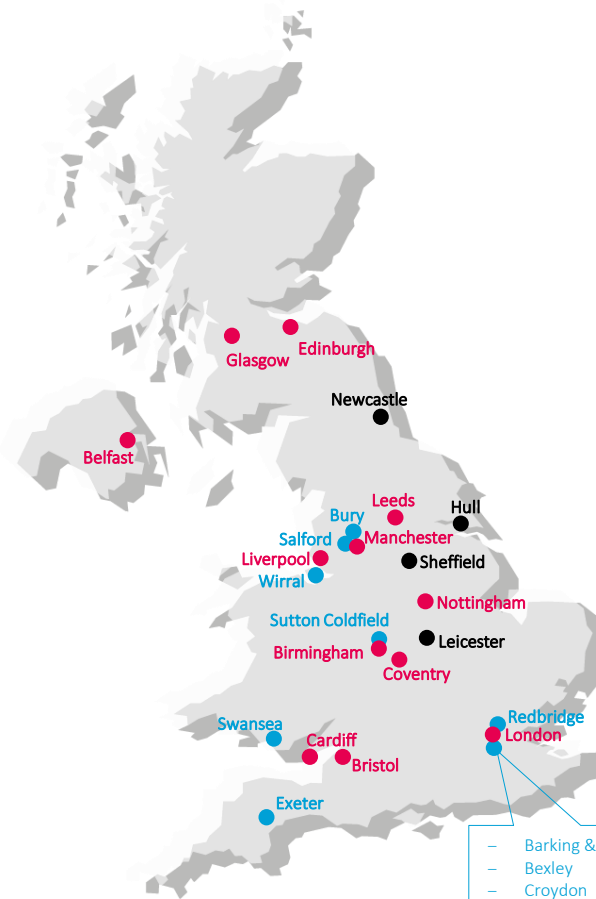 Edinburgh
Glasgow
Newcastle
Belfast
Leeds
Hull
Bury
Salford
Manchester
Liverpool
Sheffield
Wirral
Nottingham
Sutton Coldfield
Leicester
Birmingham
Coventry
Redbridge
Swansea
London
Cardiff
Bristol
Exeter
– Barking &
– Bexley
– Croydon